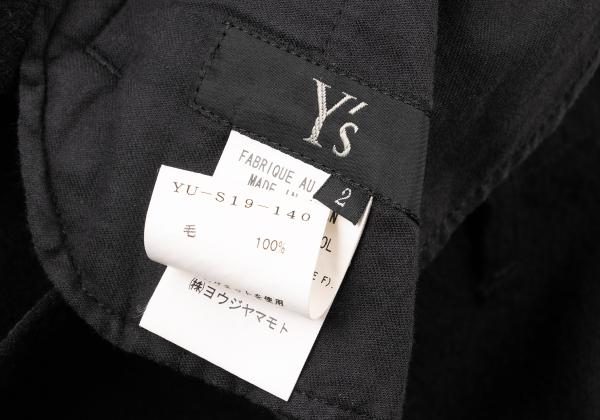 Y's
2
FABRIQUE AU
MADE IN
YU-S19-140
毛 100%
OL
E F).
を使用
㈱ヨウジヤマモト